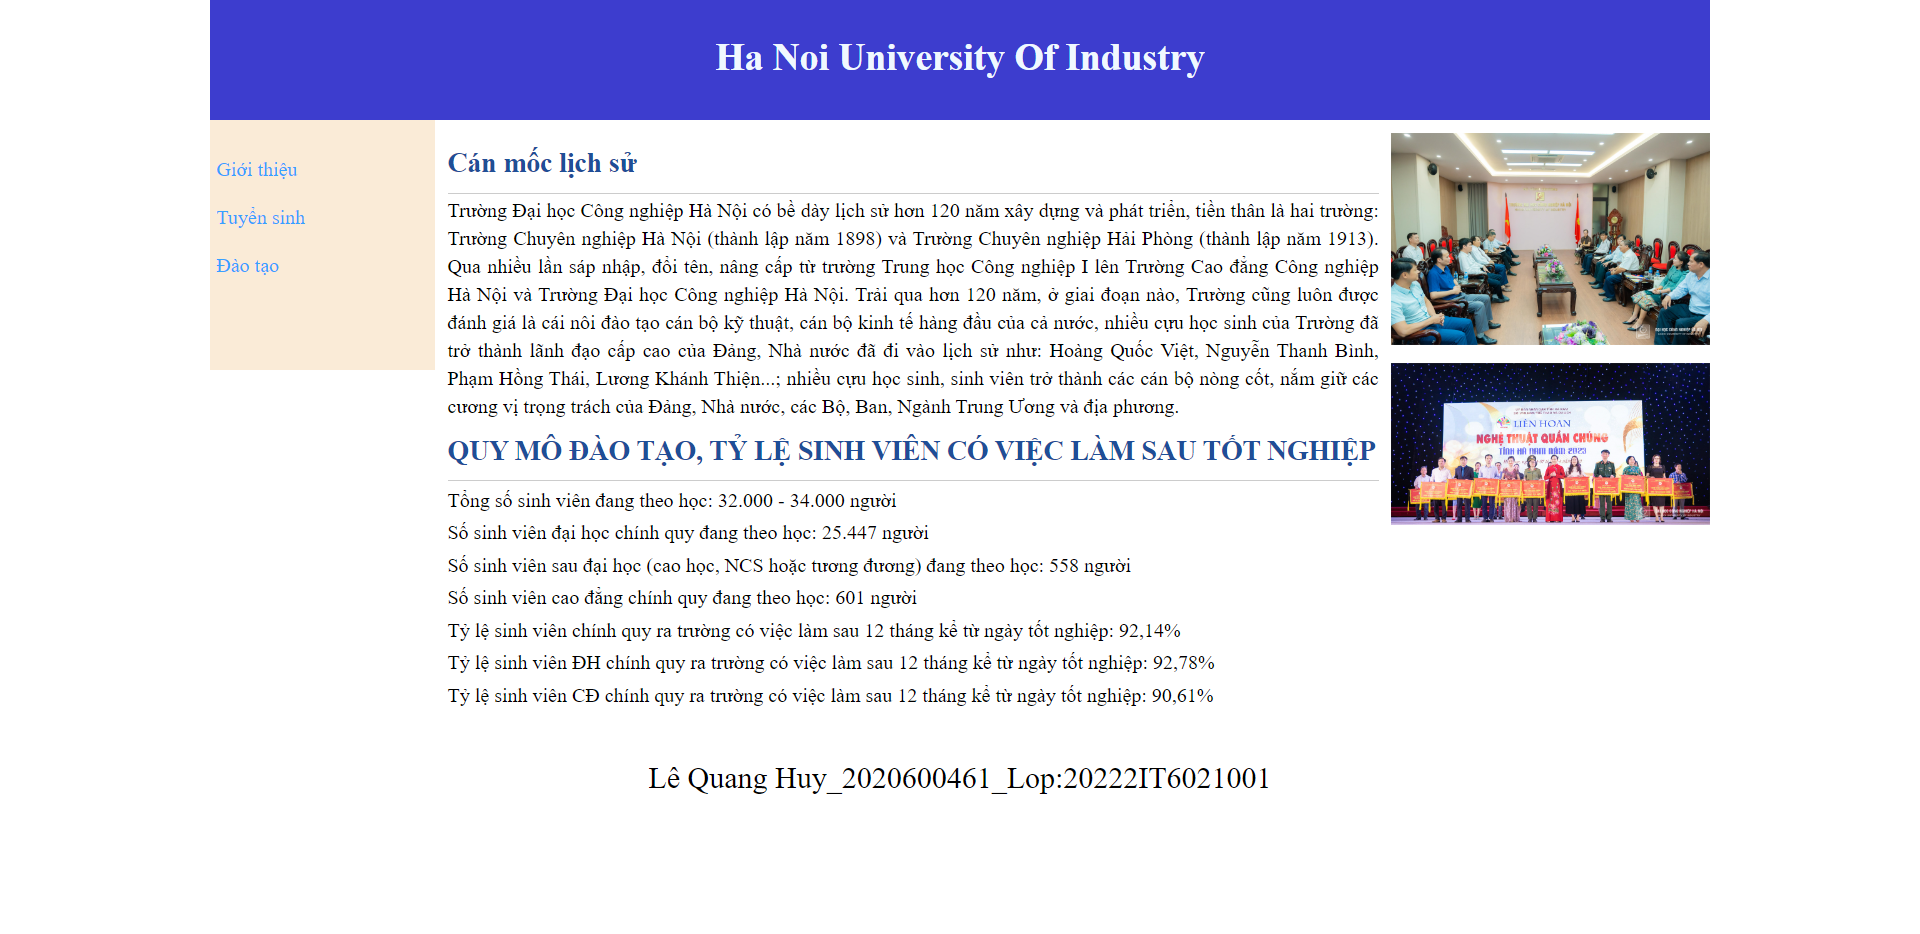 Ha Noi University Of Industry
Giới thiệu
Tuyển sinh
Đào tạo
Cán mốc lịch sử
Trường Đại học Công nghiệp Hà Nội có bề dày lịch sử hơn 120 năm xây dựng và phát triển, tiền thân là hai trường:
Trường Chuyên nghiệp Hà Nội (thành lập năm 1898) và Trường Chuyên nghiệp Hải Phòng (thành lập năm 1913).
Qua nhiều lần sáp nhập, đổi tên, nâng cấp từ trường Trung học Công nghiệp I lên Trường Cao đẳng Công nghiệp
Hà Nội và Trường Đại học Công nghiệp Hà Nội. Trải qua hơn 120 năm, ở giai đoạn nào, Trường cũng luôn được
đánh giá là cái nôi đào tạo cán bộ kỹ thuật, cán bộ kinh tế hàng đầu của cả nước, nhiều cựu học sinh của Trường đã
trở thành lãnh đạo cấp cao của Đảng, Nhà nước đã đi vào lịch sử như: Hoàng Quốc Việt, Nguyễn Thanh Bình,
Phạm Hồng Thái, Lương Khánh Thiện...; nhiều cựu học sinh, sinh viên trở thành các cán bộ nòng cốt, nắm giữ các
cương vị trọng trách của Đảng, Nhà nước, các Bộ, Ban, Ngành Trung Ương và địa phương.
QUY MÔ ĐÀO TẠO, TỶ LỆ SINH VIÊN CÓ VIỆC LÀM SAU TỐT NGHIỆP
Tổng số sinh viên đang theo học: 32.000 - 34.000 người
Số sinh viên đại học chính quy đang theo học: 25.447 người
Số sinh viên sau đại học (cao học, NCS hoặc tương đương) đang theo học: 558 người
Số sinh viên cao đẳng chính quy đang theo học: 601 người
Tỷ lệ sinh viên chính quy ra trường có việc làm sau 12 tháng kể từ ngày tốt nghiệp: 92,14%
Tỷ lệ sinh viên ĐH chính quy ra trường có việc làm sau 12 tháng kể từ ngày tốt nghiệp: 92,78%
Tỷ lệ sinh viên CĐ chính quy ra trường có việc làm sau 12 tháng kể từ ngày tốt nghiệp: 90,61%
LIÊN HOAN
NGHỆ THUẬT QUẦN CHÚNG
TỈNH HÀ NAM NĂM 2023
Lê Quang Huy_2020600461_Lop:20222IT6021001